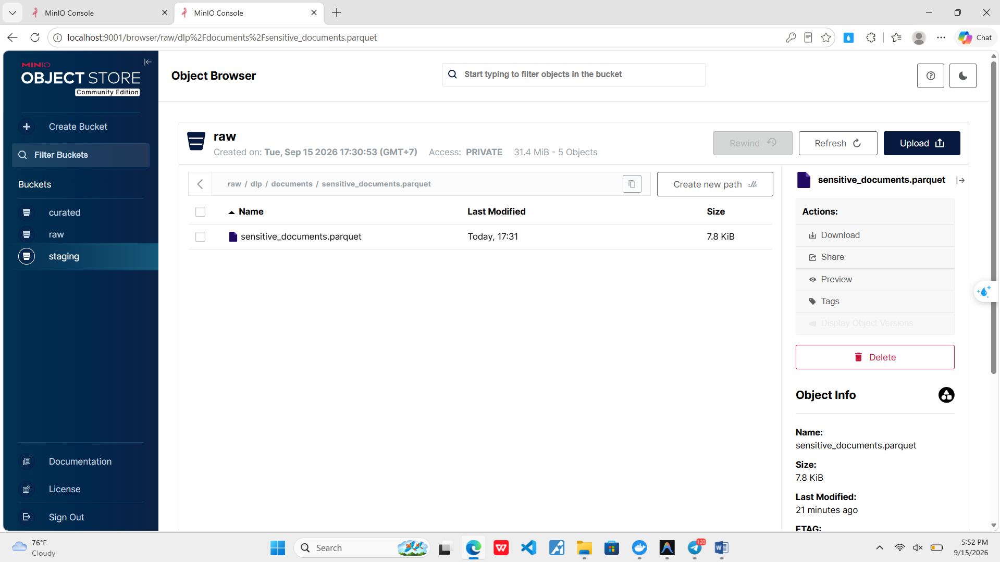 MinIO Console
MinIO Console
localhost:9001/browser/raw/dlp%2Fdocuments%2Fsensitive_documents.parquet
Chat
MINIO
OBJECT STORE
Community Edition
Create Bucket
Filter Buckets
Buckets
curated
raw
staging
Documentation
License
Sign Out
Object Browser
Start typing to filter objects in the bucket
raw
Created on: Tue, Sep 15 2026 17:30:53 (GMT+7) Access: PRIVATE 31.4 MiB - 5 Objects
Rewind
Refresh
Upload
raw / dlp / documents / sensitive_documents.parquet
Create new path
Name Last Modified Size
sensitive_documents.parquet Today, 17:31 7.8 KiB
sensitive_documents.parquet
Actions:
Download
Share
Preview
Tags
Display Object Versions
Delete
Object Info
Name:
sensitive_documents.parquet
Size:
7.8 KiB
Last Modified:
21 minutes ago
ETAG:
76°F
Cloudy
Search
120
5:52 PM
9/15/2026